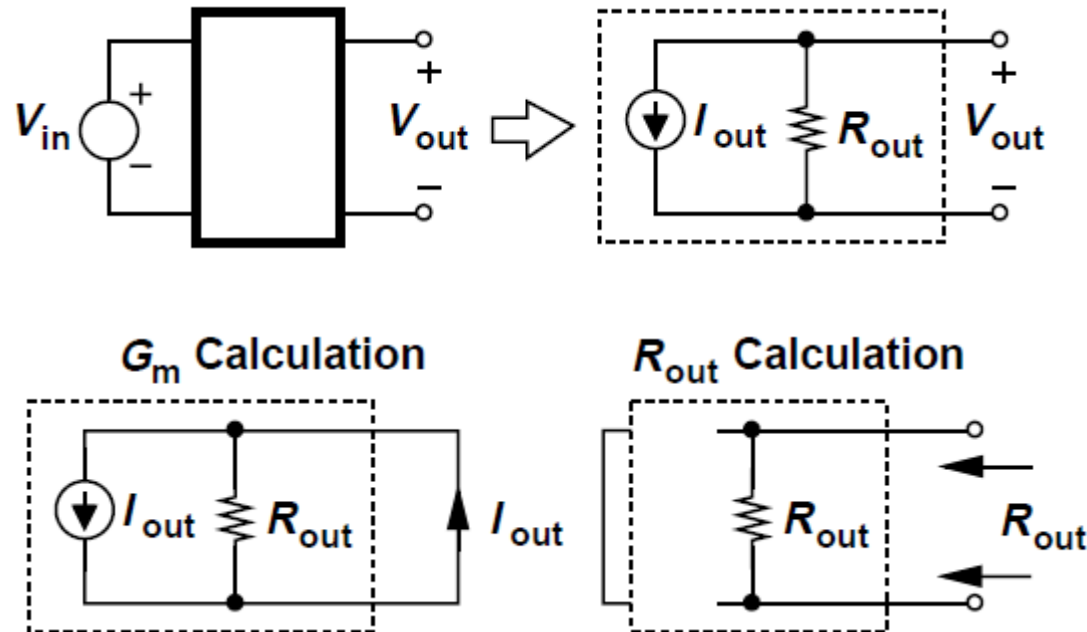 +
V_in
−
+
V_out
−
I_out
R_out
+
V_out
−
G_m Calculation
R_out Calculation
I_out
R_out
I_out
R_out
R_out